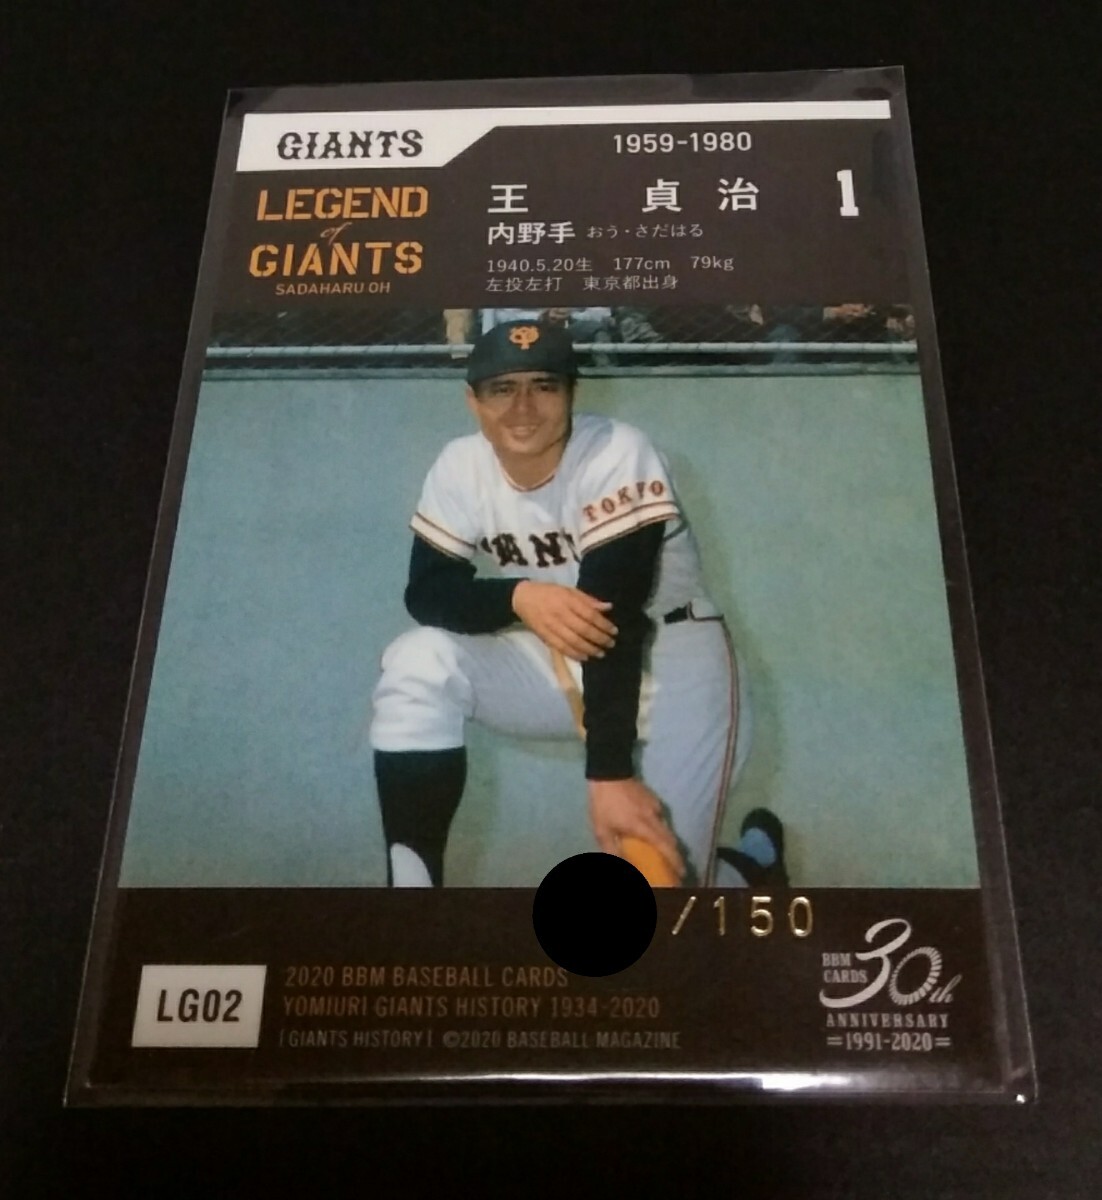 GIANTS
1959-1980
LEGEND
of
GIANTS
SADAHARU OH
王 貞治
1
内野手 おう・さだはる
1940.5.20生 177cm 79kg
左投左打 東京都出身
TOKYO
/150
LG02
2020 BBM BASEBALL CARDS
YOMIURI GIANTS HISTORY 1934-2020
| GIANTS HISTORY | ©2020 BASEBALL MAGAZINE
BBM
CARDS
30th
ANNIVERSARY
=1991-2020=